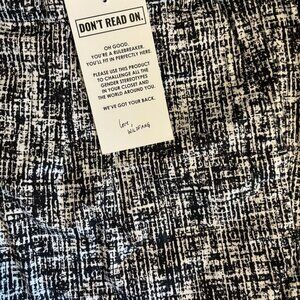 DON'T READ ON.
OH GOOD.
YOU'RE A RULEBREAKER.
YOU'LL FIT IN PERFECTLY HERE.
PLEASE USE THIS PRODUCT
TO CHALLENGE ALL THE
GENDER STEREOTYPES
IN YOUR CLOSET AND
THE WORLD AROUND YOU.
WE'VE GOT YOUR BACK.
love,
WILDFANG